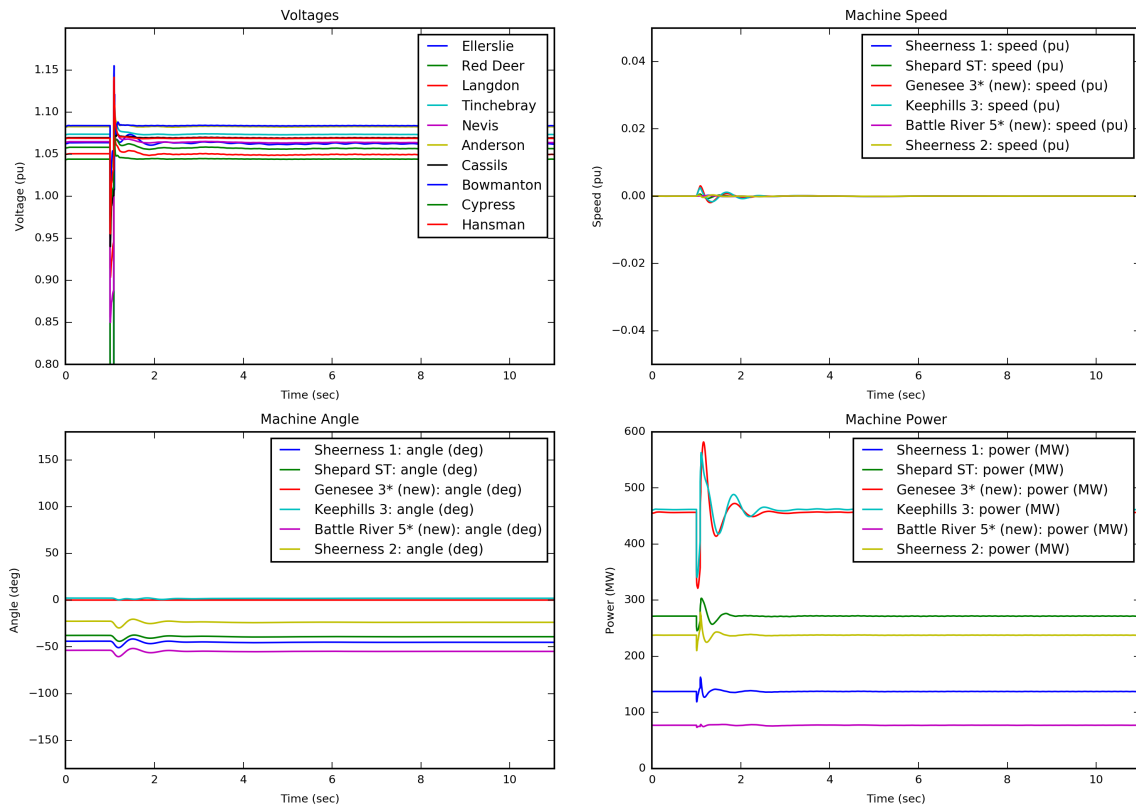 Voltages
1.15
1.10
1.05
1.00
0.95
0.90
0.85
0.80
Voltage (pu)
0
2
4
6
8
10
Time (sec)
Ellerslie
Red Deer
Langdon
Tinchebray
Nevis
Anderson
Cassils
Bowmanton
Cypress
Hansman
Machine Speed
0.04
0.02
0.00
−0.02
−0.04
Speed (pu)
0
2
4
6
8
10
Time (sec)
Sheerness 1: speed (pu)
Shepard ST: speed (pu)
Genesee 3* (new): speed (pu)
Keephills 3: speed (pu)
Battle River 5* (new): speed (pu)
Sheerness 2: speed (pu)
Machine Angle
150
100
50
0
−50
−100
−150
Angle (deg)
0
2
4
6
8
10
Time (sec)
Sheerness 1: angle (deg)
Shepard ST: angle (deg)
Genesee 3* (new): angle (deg)
Keephills 3: angle (deg)
Battle River 5* (new): angle (deg)
Sheerness 2: angle (deg)
Machine Power
600
500
400
300
200
100
0
Power (MW)
0
2
4
6
8
10
Time (sec)
Sheerness 1: power (MW)
Shepard ST: power (MW)
Genesee 3* (new): power (MW)
Keephills 3: power (MW)
Battle River 5* (new): power (MW)
Sheerness 2: power (MW)